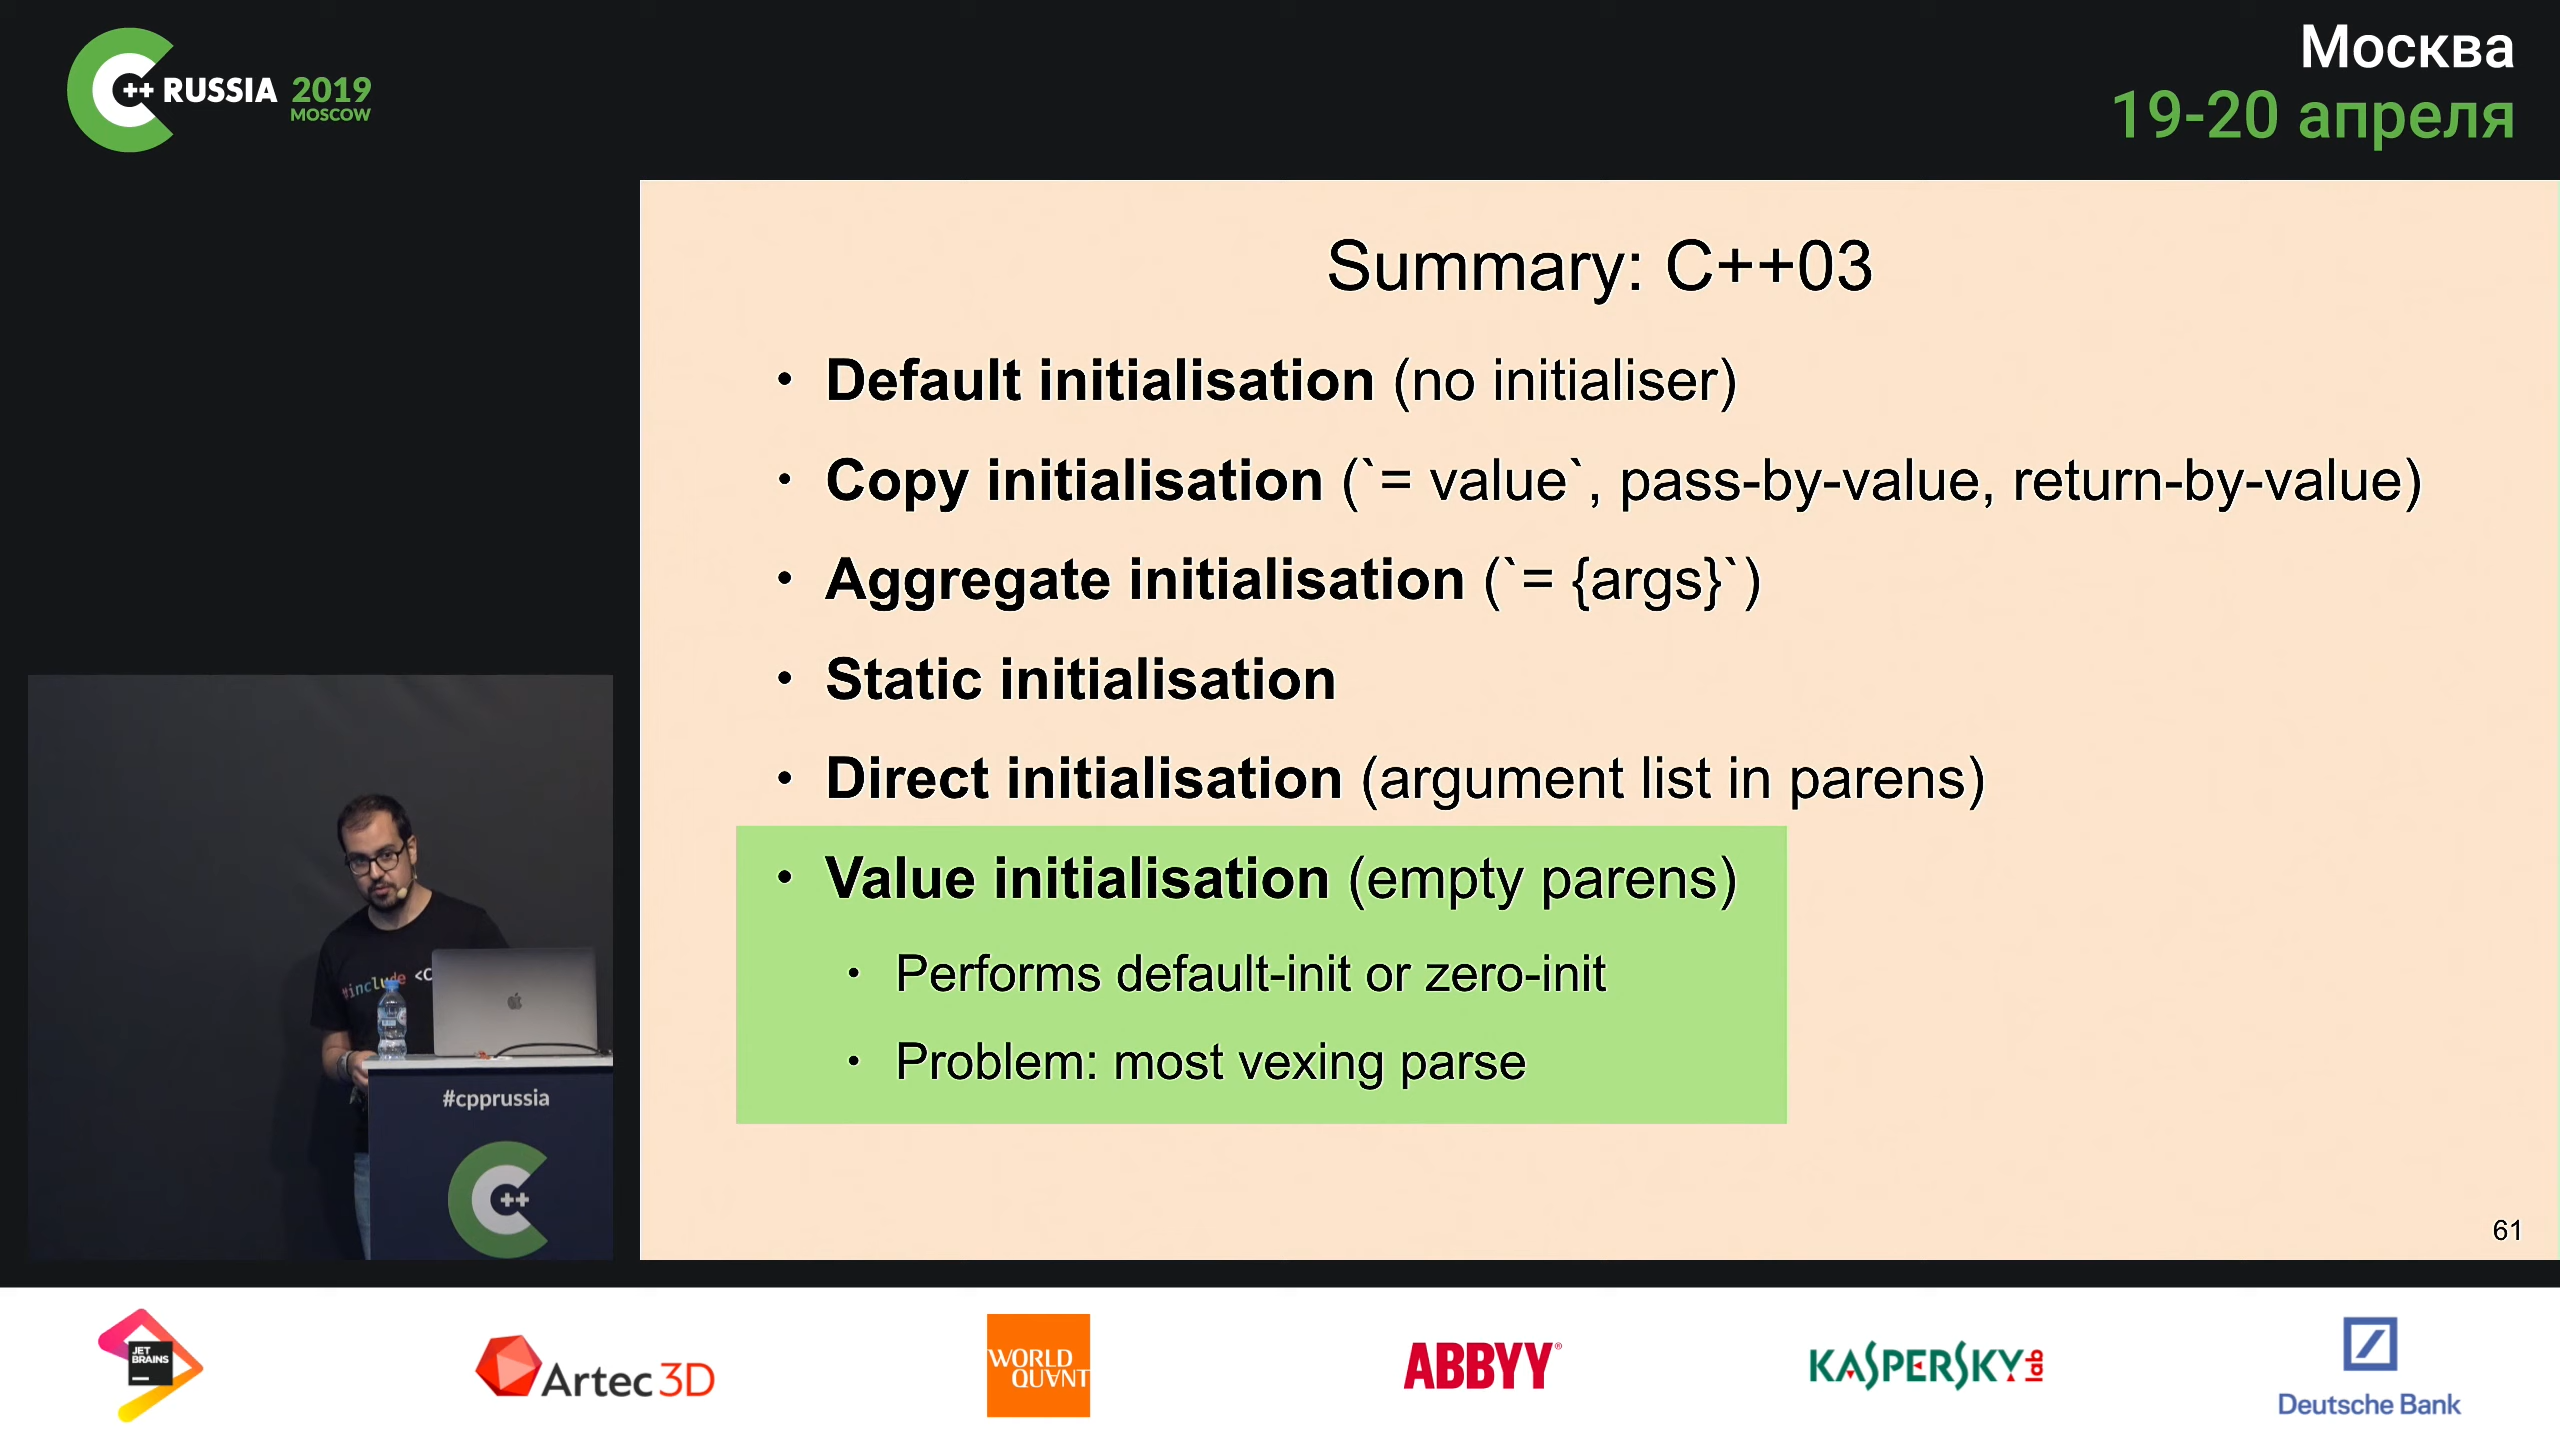 C++ RUSSIA 2019
MOSCOW
Москва
19-20 апреля
Summary: C++03
• Default initialisation (no initialiser)
• Copy initialisation (`= value`, pass-by-value, return-by-value)
• Aggregate initialisation (`= {args}`)
• Static initialisation
• Direct initialisation (argument list in parens)
• Value initialisation (empty parens)
• Performs default-init or zero-init
• Problem: most vexing parse
61
#include <C
#cpprussia
C++
JET
BRAINS
Artec 3D
WORLD
QUANT
ABBYY®
KASPERSKY lab
Deutsche Bank